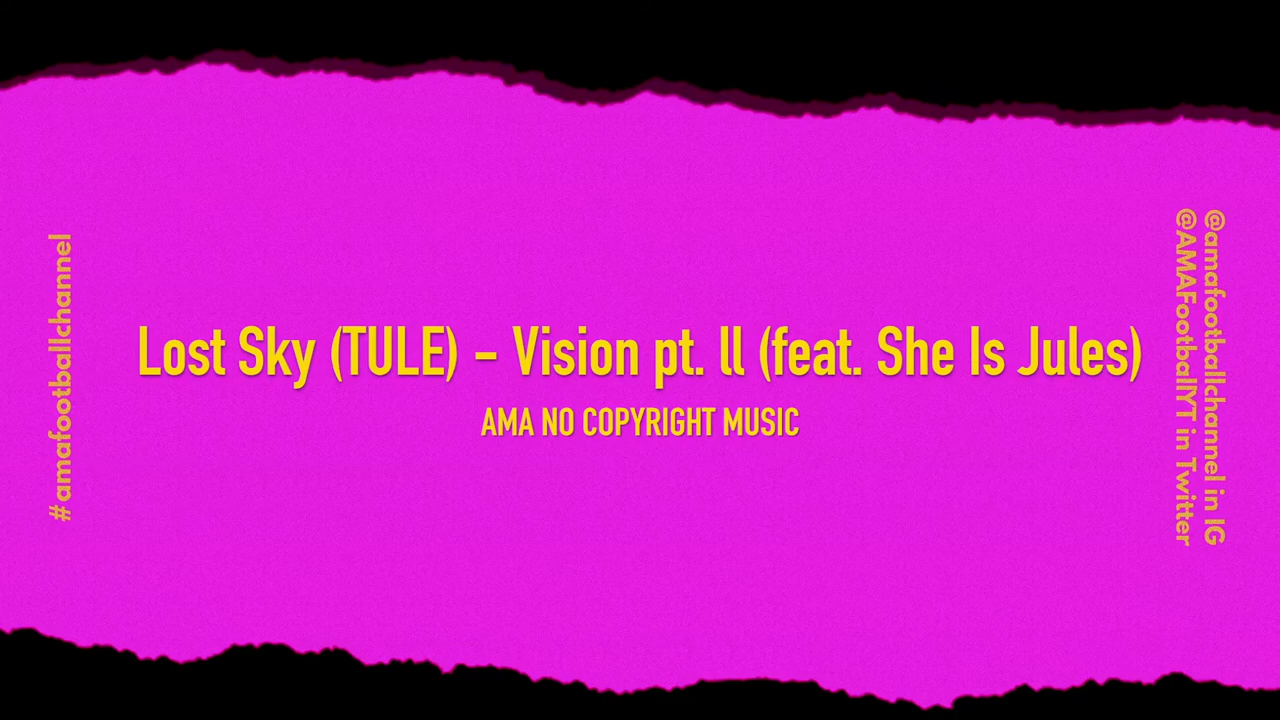 #amafootballchannel
Lost Sky (TULE) - Vision pt. ll (feat. She Is Jules)
AMA NO COPYRIGHT MUSIC
@amafootballchannel in IG
@AMAFootballYT in Twitter